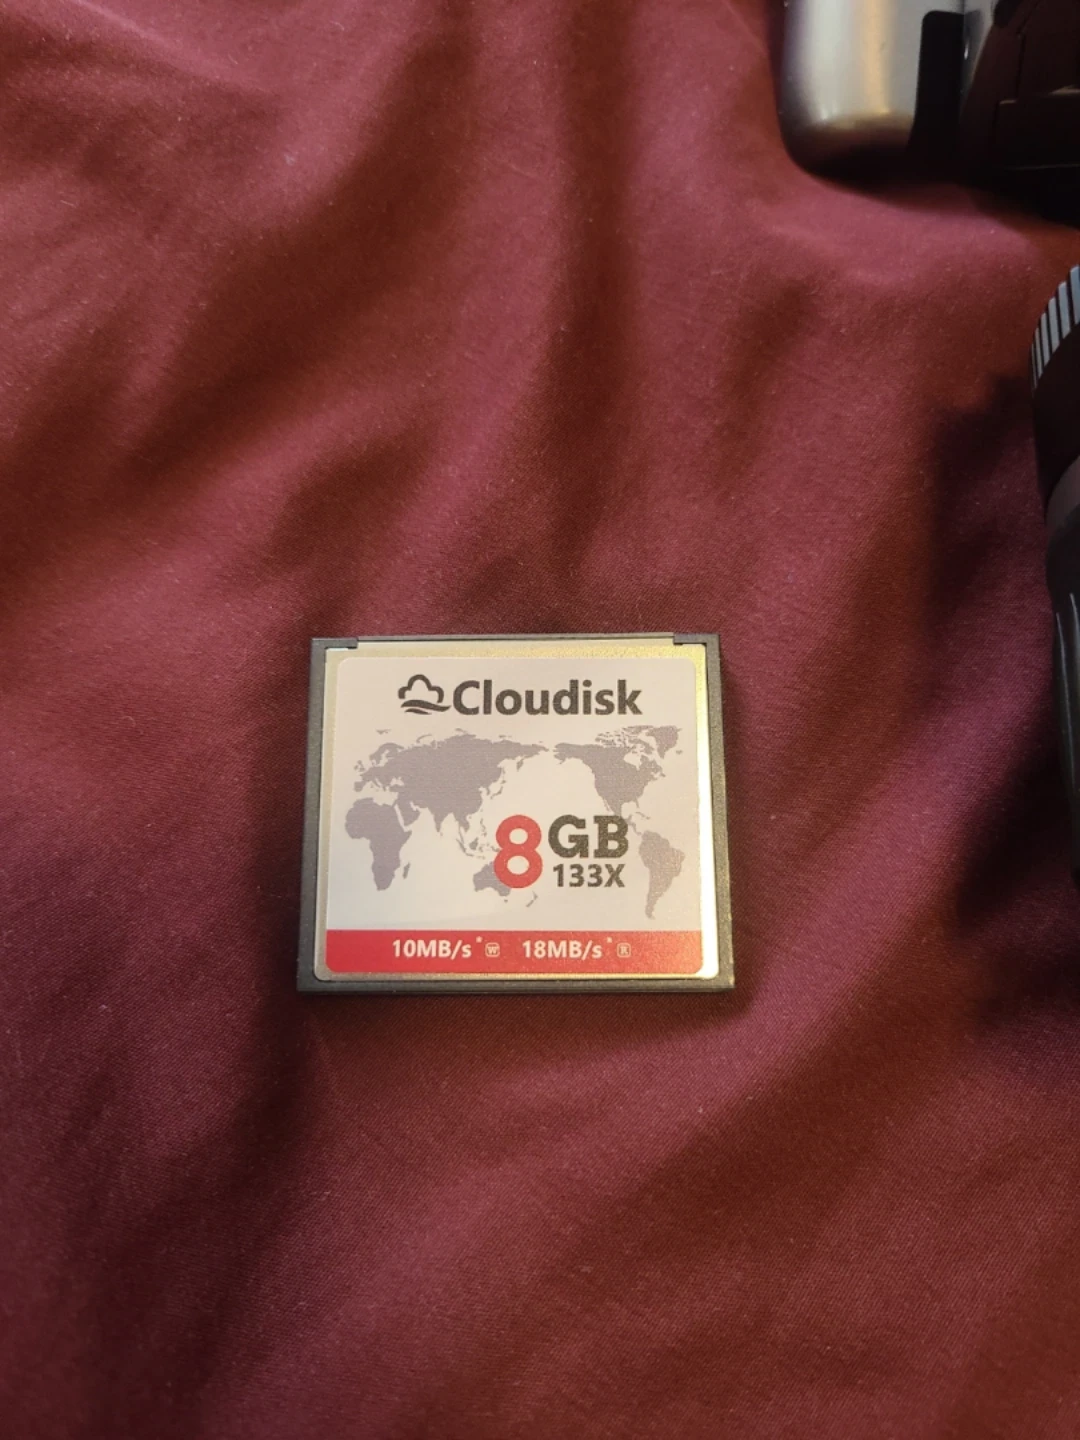 Cloudisk
8GB
133X
10MB/s* W 18MB/s* R